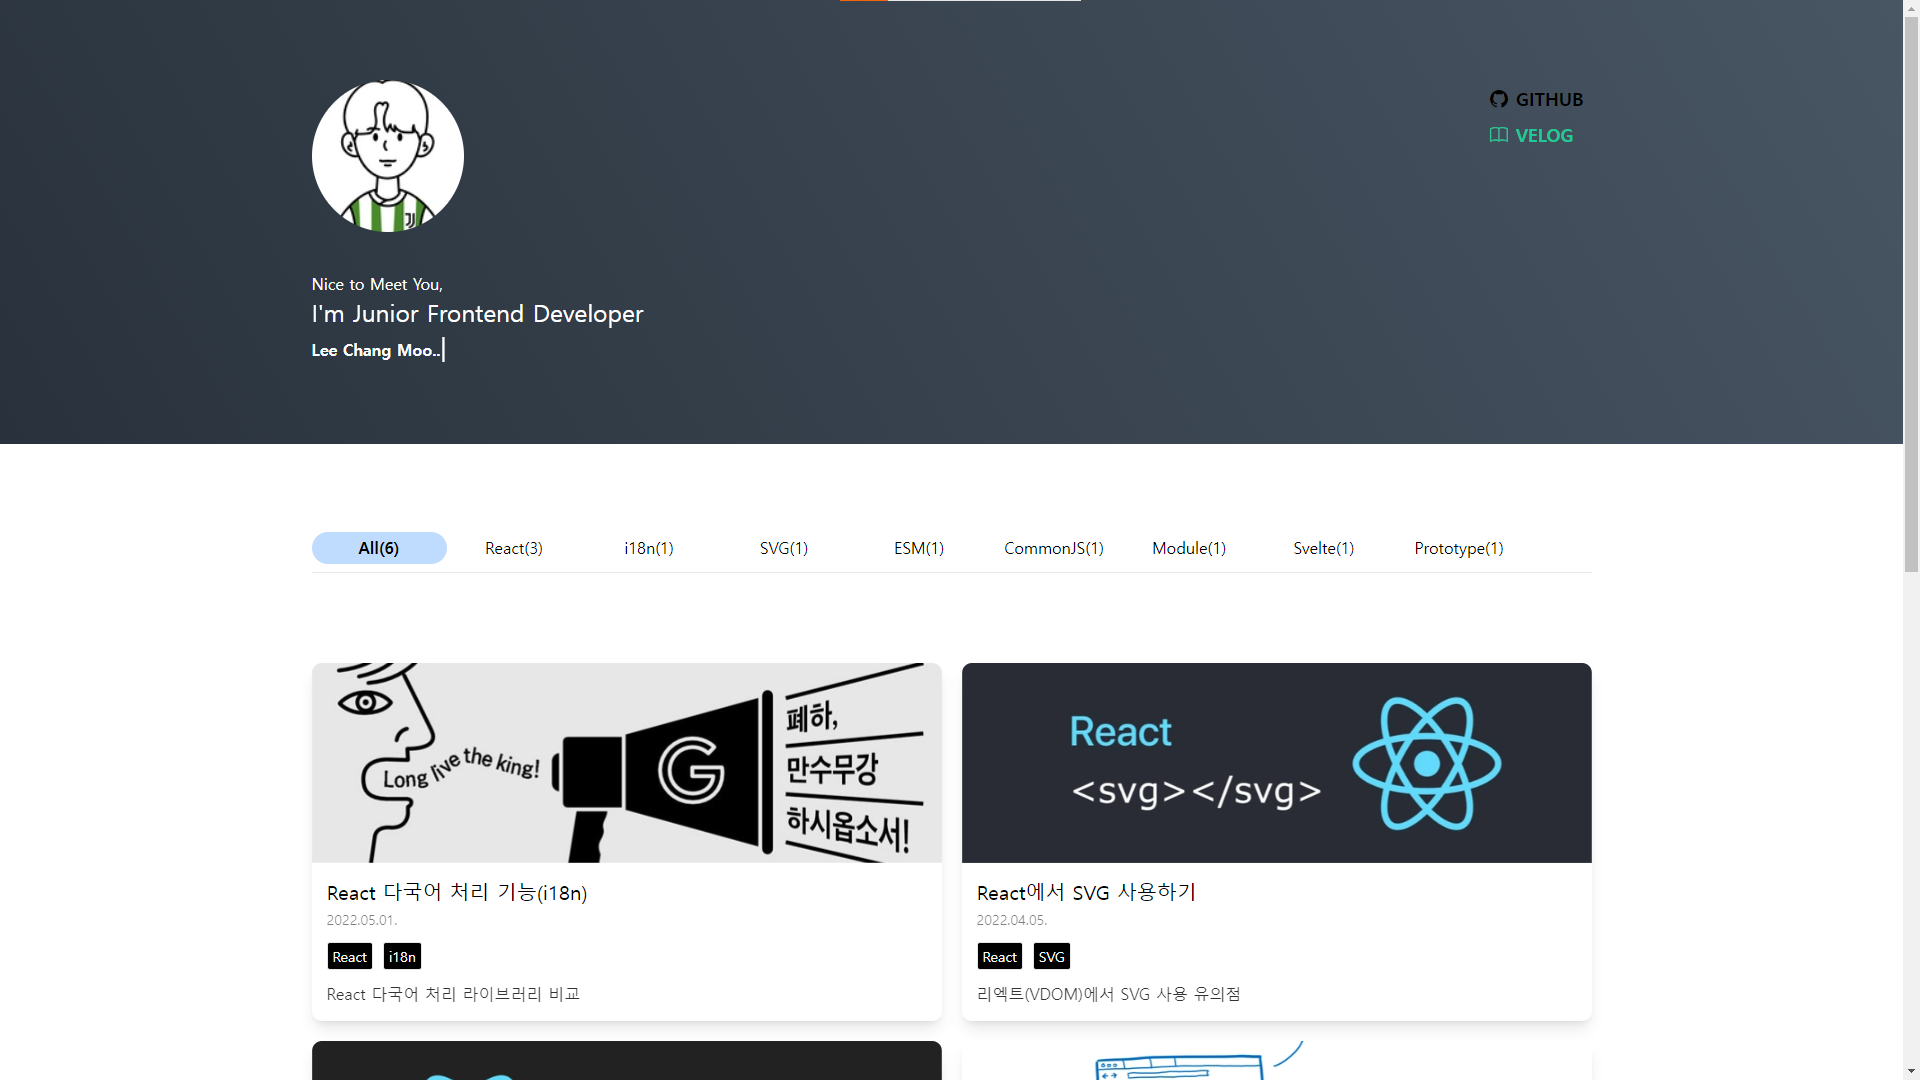 GITHUB
VELOG
Nice to Meet You,
I'm Junior Frontend Developer
Lee Chang Moo..
All(6)
React(3)
i18n(1)
SVG(1)
ESM(1)
CommonJS(1)
Module(1)
Svelte(1)
Prototype(1)
Long live the king!
G
폐하,
만수무강
하시옵소서!
React 다국어 처리 기능(i18n)
2022.05.01.
React i18n
React 다국어 처리 라이브러리 비교
React
<svg></svg>
React에서 SVG 사용하기
2022.04.05.
React SVG
리엑트(VDOM)에서 SVG 사용 유의점